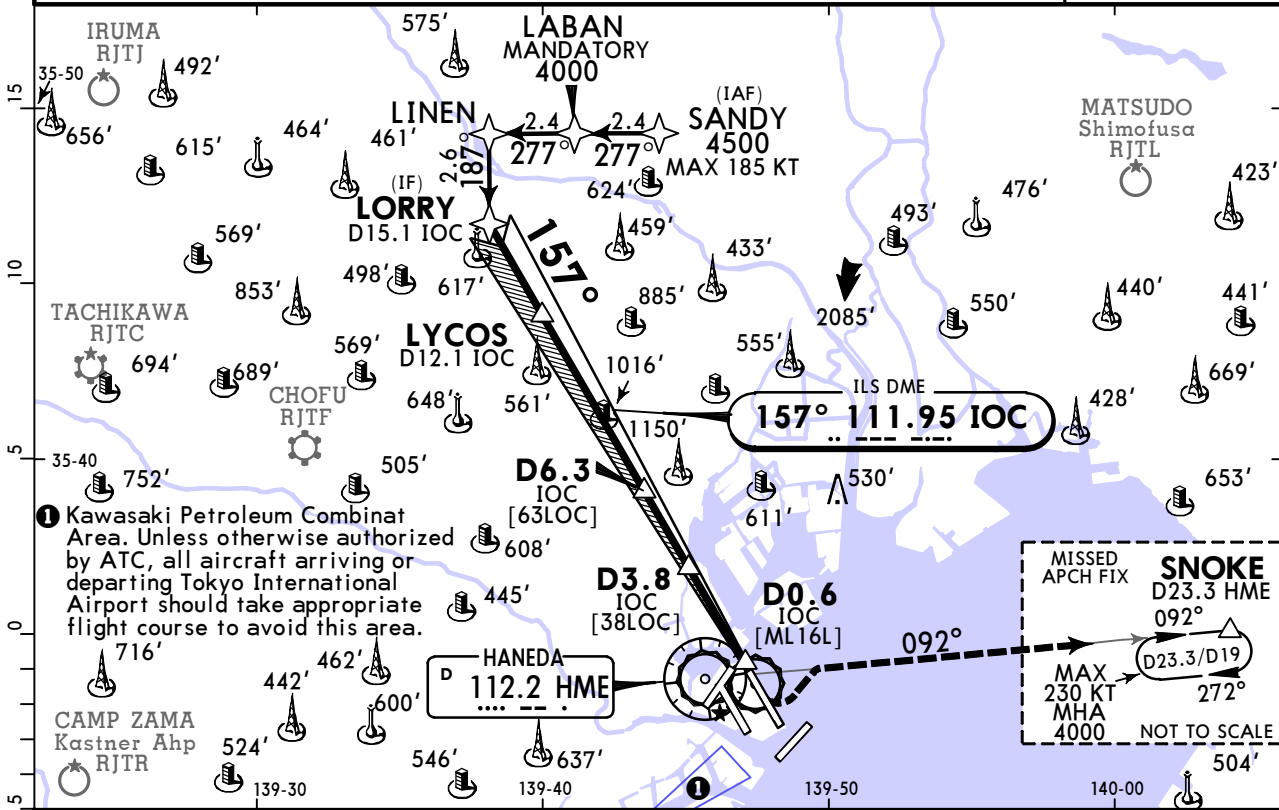 IRUMA
RJTJ
35-50
492'
656'
575'
LABAN
MANDATORY
4000
LINEN
2.4
277°
2.4
277°
(IAF)
SANDY
4500
MAX 185 KT
MATSUDO
Shimofusa
RJTL
15
615'
464'
461'
2.6
187°
(IF)
LORRY
D15.1 IOC
624'
423'
476'
493'
569'
498'
617'
157°
459'
433'
10
853'
885'
2085'
550'
440'
441'
TACHIKAWA
RJTC
694'
689'
569'
LYCOS
D12.1 IOC
555'
669'
CHOFU
RJTF
648'
561'
1016'
ILS DME
157° 111.95 IOC
428'
1150'
5
35-40
752'
505'
D6.3
IOC
[63LOC]
530'
611'
653'
1 Kawasaki Petroleum Combinat
Area. Unless otherwise authorized
by ATC, all aircraft arriving or
departing Tokyo International
Airport should take appropriate
flight course to avoid this area.
608'
445'
D3.8
IOC
[38LOC]
D0.6
IOC
[ML16L]
MISSED
APCH FIX
SNOKE
D23.3 HME
092°
D23.3/D19
272°
MAX
230 KT
MHA
4000
NOT TO SCALE
092°
0
716'
462'
HANEDA
D 112.2 HME
442'
600'
CAMP ZAMA
Kastner Ahp
RJTR
524'
546'
637'
1
504'
5
139-30
139-40
139-50
140-00